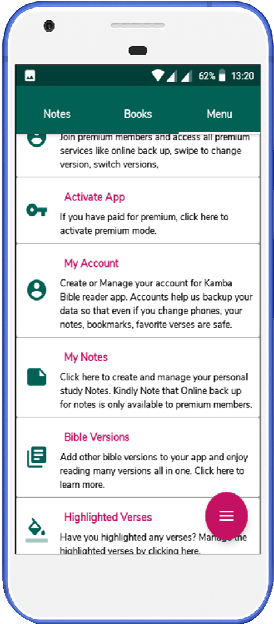 62% 13:20
Notes Books Menu
Join premium members and access all premium
services like online back up, swipe to change
version, switch versions,
Activate App
If you have paid for premium, click here to
activate premium mode.
My Account
Create or Manage your account for Kamba
Bible reader app. Accounts help us backup your
data so that even if you change phones, your
notes, bookmarks, favorite verses are safe.
My Notes
Click here to create and manage your personal
study Notes. Kindly Note that Online back up
for notes is only available to premium members.
Bible Versions
Add other bible versions to your app and enjoy
reading many versions all in one. Click here to
learn more.
Highlighted Verses
Have you highlighted any verses? Manage the
highlighted verses by clicking here.